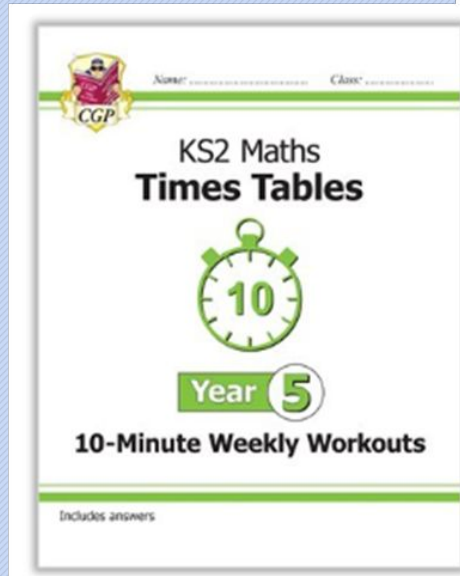 Name: ........................ Class: ........................
CGP
KS2 Maths
Times Tables
10
Year 5
10-Minute Weekly Workouts
Includes answers